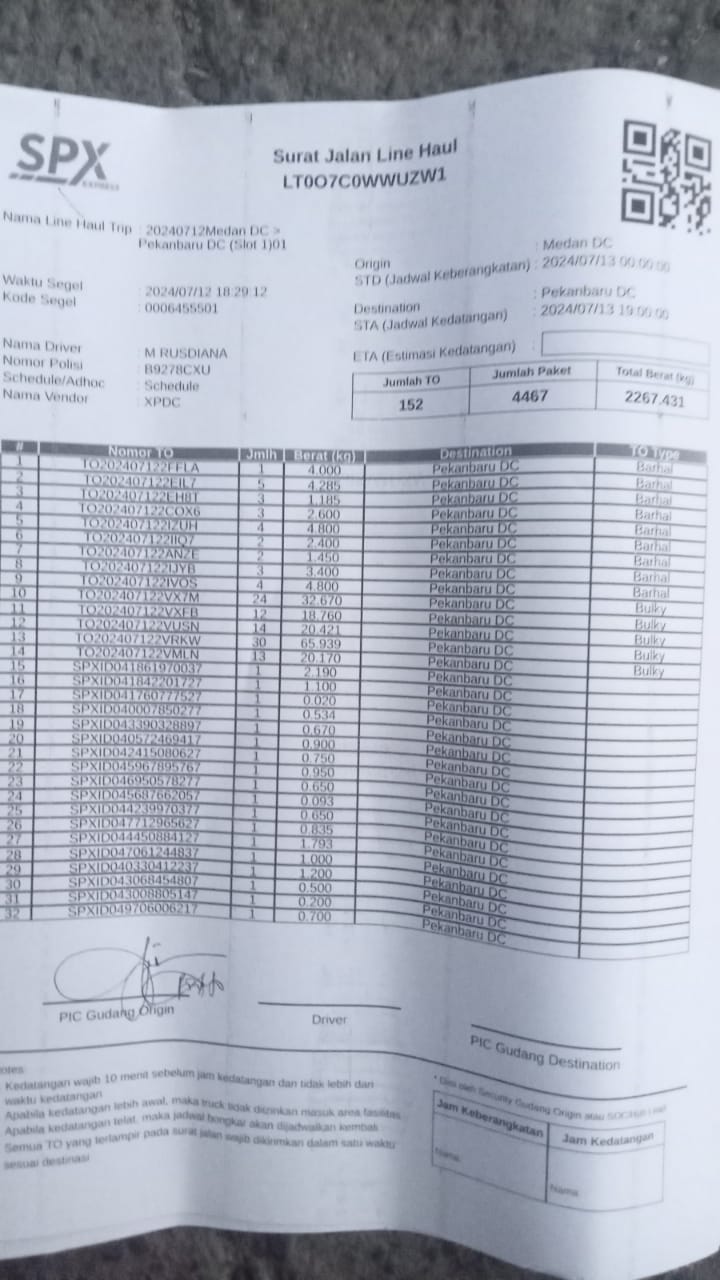 SPX
EXPRESS
Surat Jalan Line Haul
LT0O7C0WWUZW1
Nama Line Haul Trip : 20240712Medan DC >
Pekanbaru DC (Slot 1)01
Waktu Segel : 2024/07/12 18:29:12
Kode Segel : 0006455501
Nama Driver : M RUSDIANA
Nomor Polisi : B9278CXU
Schedule/Adhoc : Schedule
Nama Vendor : XPDC
Origin : Medan DC
STD (Jadwal Keberangkatan) : 2024/07/13 00:00:00
Destination : Pekanbaru DC
STA (Jadwal Kedatangan) : 2024/07/13 19:00:00
ETA (Estimasi Kedatangan) :
Jumlah TO Jumlah Paket Total Berat (kg)
152 4467 2267.431
# Nomor TO Jmlh Berat (kg) Destination TO Type
1 TO202407122FFLA 1 4.000 Pekanbaru DC Barhal
2 TO202407122EIL7 5 4.285 Pekanbaru DC Barhal
3 TO202407122EH8T 3 1.185 Pekanbaru DC Barhal
4 TO202407122COX6 3 2.600 Pekanbaru DC Barhal
5 TO202407122IZUH 4 4.800 Pekanbaru DC Barhal
6 TO202407122IIQ7 2 2.400 Pekanbaru DC Barhal
7 TO202407122ANZE 2 1.450 Pekanbaru DC Barhal
8 TO202407122IJYB 3 3.400 Pekanbaru DC Barhal
9 TO202407122IVOS 4 4.800 Pekanbaru DC Barhal
10 TO202407122VX7M 24 32.670 Pekanbaru DC Bulky
11 TO202407122VXFB 12 18.760 Pekanbaru DC Bulky
12 TO202407122VUSN 14 20.421 Pekanbaru DC Bulky
13 TO202407122VRKW 30 65.939 Pekanbaru DC Bulky
14 TO202407122VMLN 13 20.170 Pekanbaru DC Bulky
15 SPXID041861970037 1 2.190 Pekanbaru DC
16 SPXID041842201727 1 1.100 Pekanbaru DC
17 SPXID041760777527 1 0.020 Pekanbaru DC
18 SPXID040007850277 1 0.534 Pekanbaru DC
19 SPXID043390328897 1 0.670 Pekanbaru DC
20 SPXID040572469417 1 0.900 Pekanbaru DC
21 SPXID042415080627 1 0.750 Pekanbaru DC
22 SPXID045967895767 1 0.950 Pekanbaru DC
23 SPXID046950578277 1 0.650 Pekanbaru DC
24 SPXID045687662057 1 0.093 Pekanbaru DC
25 SPXID044239970377 1 0.650 Pekanbaru DC
26 SPXID047712965627 1 0.835 Pekanbaru DC
27 SPXID044450884127 1 1.793 Pekanbaru DC
28 SPXID047061244837 1 1.000 Pekanbaru DC
29 SPXID040330412237 1 1.200 Pekanbaru DC
30 SPXID043068454807 1 0.500 Pekanbaru DC
31 SPXID043008805147 1 0.200 Pekanbaru DC
32 SPXID049706006217 1 0.700 Pekanbaru DC
PIC Gudang Origin
Driver
PIC Gudang Destination
otes
Kedatangan wajib 10 menit sebelum jam kedatangan dan tidak lebih dari
waktu kedatangan
Apabila kedatangan lebih awal, maka truck tidak diizinkan masuk area fasilitas
Apabila kedatangan telat, maka jadwal bongkar akan dijadwalkan kembali
Semua TO yang terlampir pada surat jalan wajib dikirimkan dalam satu waktu
sesuai destinasi
* Diisi oleh Security Gudang Origin atau
Jam Keberangkatan Jam Kedatangan
Nama
Nama